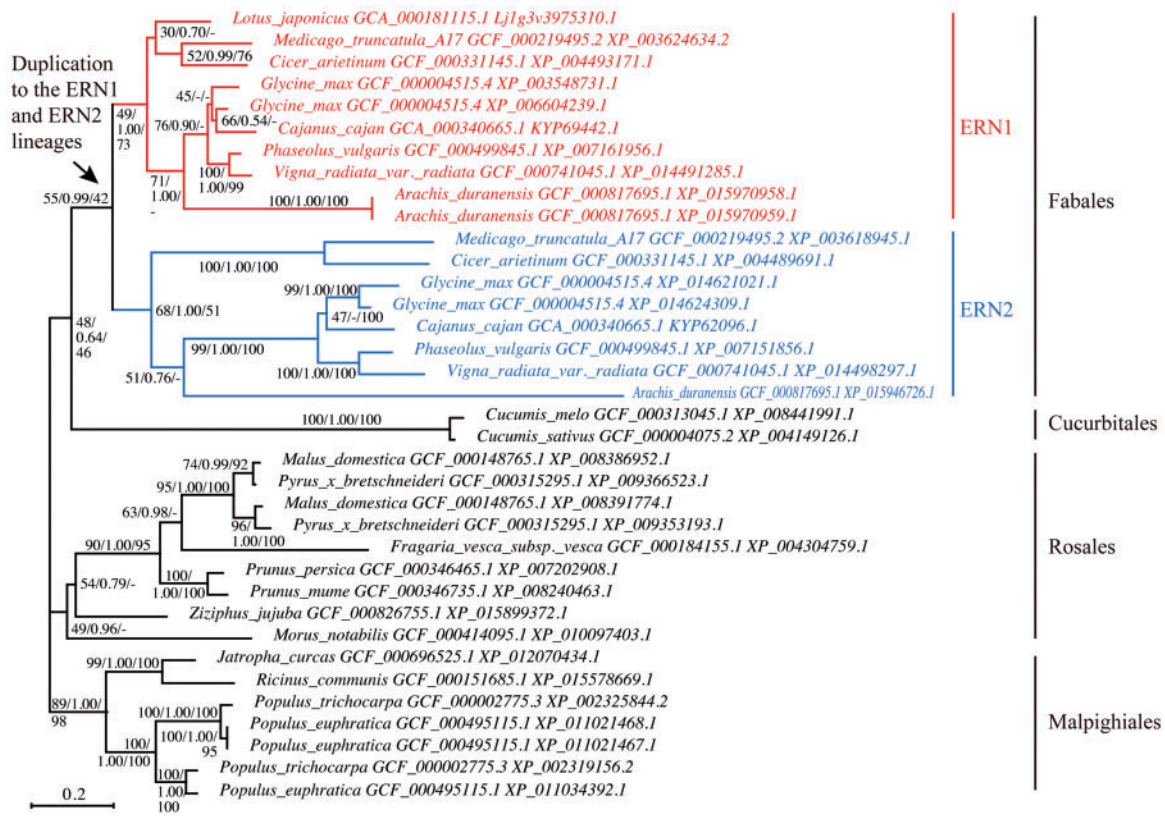 Lotus_japonicus GCA_000181115.1 Lj1g3v3975310.1
30/0.70/-
Medicago_truncatula_A17 GCF_000219495.2 XP_003624634.2
52/0.99/76
Cicer_arietinum GCF_000331145.1 XP_004493171.1
Duplication
to the ERN1
and ERN2
lineages
Glycine_max GCF_000004515.4 XP_003548731.1
45/-/-
Glycine_max GCF_000004515.4 XP_006604239.1
49/
1.00/
73
76/0.90/-
66/0.54/-
Cajanus_cajan GCA_000340665.1 KYP69442.1
ERN1
Phaseolus_vulgaris GCF_000499845.1 XP_007161956.1
100/
1.00/99
Vigna_radiata_var._radiata GCF_000741045.1 XP_014491285.1
71/
1.00/
-
55/0.99/42
100/1.00/100
Arachis_duranensis GCF_000817695.1 XP_015970958.1
Arachis_duranensis GCF_000817695.1 XP_015970959.1
Fabales
Medicago_truncatula_A17 GCF_000219495.2 XP_003618945.1
100/1.00/100
Cicer_arietinum GCF_000331145.1 XP_004489691.1
Glycine_max GCF_000004515.4 XP_014621021.1
99/1.00/100
Glycine_max GCF_000004515.4 XP_014624309.1
68/1.00/51
47/-/100
ERN2
48/
0.64/
46
Cajanus_cajan GCA_000340665.1 KYP62096.1
99/1.00/100
Phaseolus_vulgaris GCF_000499845.1 XP_007151856.1
100/1.00/100
Vigna_radiata_var._radiata GCF_000741045.1 XP_014498297.1
51/0.76/-
Arachis_duranensis GCF_000817695.1 XP_015946726.1
100/1.00/100
Cucumis_melo GCF_000313045.1 XP_008441991.1
Cucumis_sativus GCF_000004075.2 XP_004149126.1
Cucurbitales
74/0.99/92
Malus_domestica GCF_000148765.1 XP_008386952.1
Pyrus_x_bretschneideri GCF_000315295.1 XP_009366523.1
95/1.00/100
Malus_domestica GCF_000148765.1 XP_008391774.1
63/0.98/-
96/
1.00/100
Pyrus_x_bretschneideri GCF_000315295.1 XP_009353193.1
90/1.00/95
Fragaria_vesca_subsp._vesca GCF_000184155.1 XP_004304759.1
Rosales
Prunus_persica GCF_000346465.1 XP_007202908.1
100/
1.00/100
54/0.79/-
Prunus_mume GCF_000346735.1 XP_008240463.1
Ziziphus_jujuba GCF_000826755.1 XP_015899372.1
49/0.96/-
Morus_notabilis GCF_000414095.1 XP_010097403.1
Jatropha_curcas GCF_000696525.1 XP_012070434.1
99/1.00/100
Ricinus_communis GCF_000151685.1 XP_015578669.1
89/1.00/
98
Populus_trichocarpa GCF_000002775.3 XP_002325844.2
100/1.00/100
Populus_euphratica GCF_000495115.1 XP_011021468.1
100/1.00/
95
Populus_euphratica GCF_000495115.1 XP_011021467.1
Malpighiales
100/
1.00/100
Populus_trichocarpa GCF_000002775.3 XP_002319156.2
100/
1.00/
100
Populus_euphratica GCF_000495115.1 XP_011034392.1
0.2